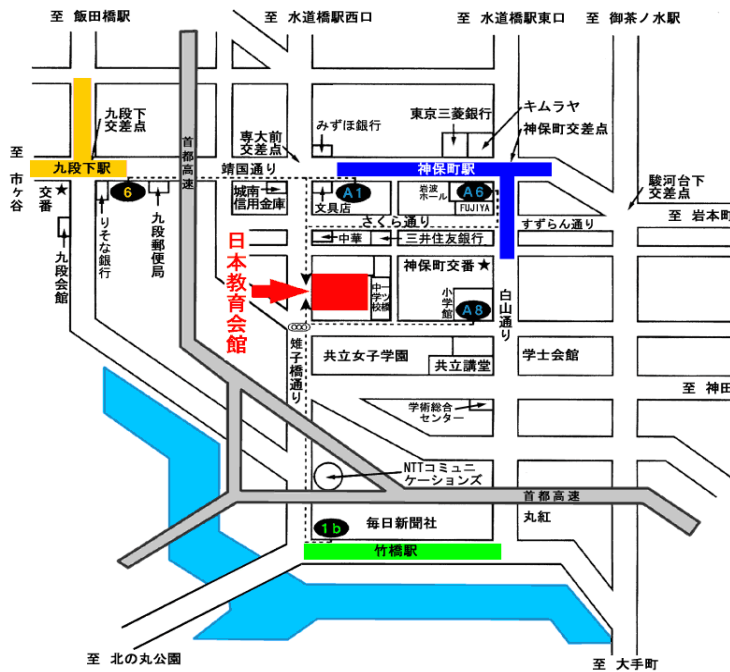 至 飯田橋駅
至 水道橋駅西口
至 水道橋駅東口
至 御茶ノ水駅
九段下
交差点
首都高速
専大前
交差点
みずほ銀行
東京三菱銀行
キムラヤ
神保町交差点
至 市ヶ谷
九段下駅
靖国通り
神保町駅
駿河台下
交差点
交番★
6
城南
信用金庫
A1
文具店
岩波
ホール
A6
FUJIYA
至 岩本町
りそな銀行
九段郵便局
九段会館
さくら通り
すずらん通り
中華
三井住友銀行
日本教育会館
神保町交番★
一ツ橋
中学校
小学館
A8
白山通り
雉子橋通り
共立女子学園
共立講堂
学士会館
至 神田
学術総合
センター
NTTコミュニ
ケーションズ
首都高速
1b
毎日新聞社
丸紅
竹橋駅
至 北の丸公園
至 大手町